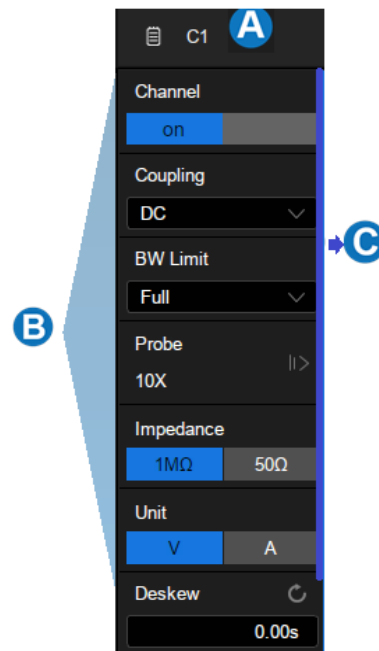 C1 A
Channel
on
Coupling
DC
C
BW Limit
Full
B
Probe
10X
Impedance
1MΩ 50Ω
Unit
V A
Deskew
0.00s